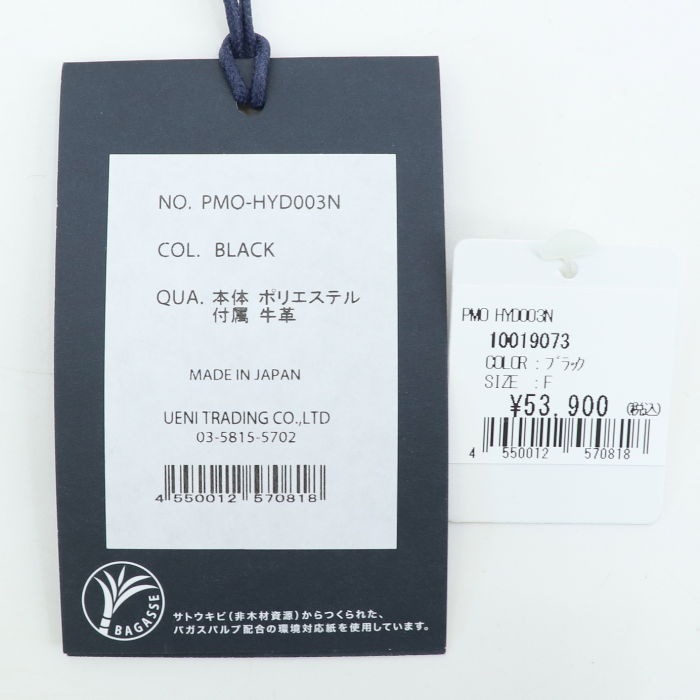 NO. PMO-HYD003N
COL. BLACK
QUA. 本体 ポリエステル
付属 牛革
MADE IN JAPAN
UENI TRADING CO.,LTD
03-5815-5702
4 550012 570818
BAGASSE
サトウキビ(非木材資源)からつくられた、
バガスパルプ配合の環境対応紙を使用しています。
PMO HYD003N
10019073
COLOR : ブラック
SIZE : F
¥53,900 (税込)
4 550012 570818